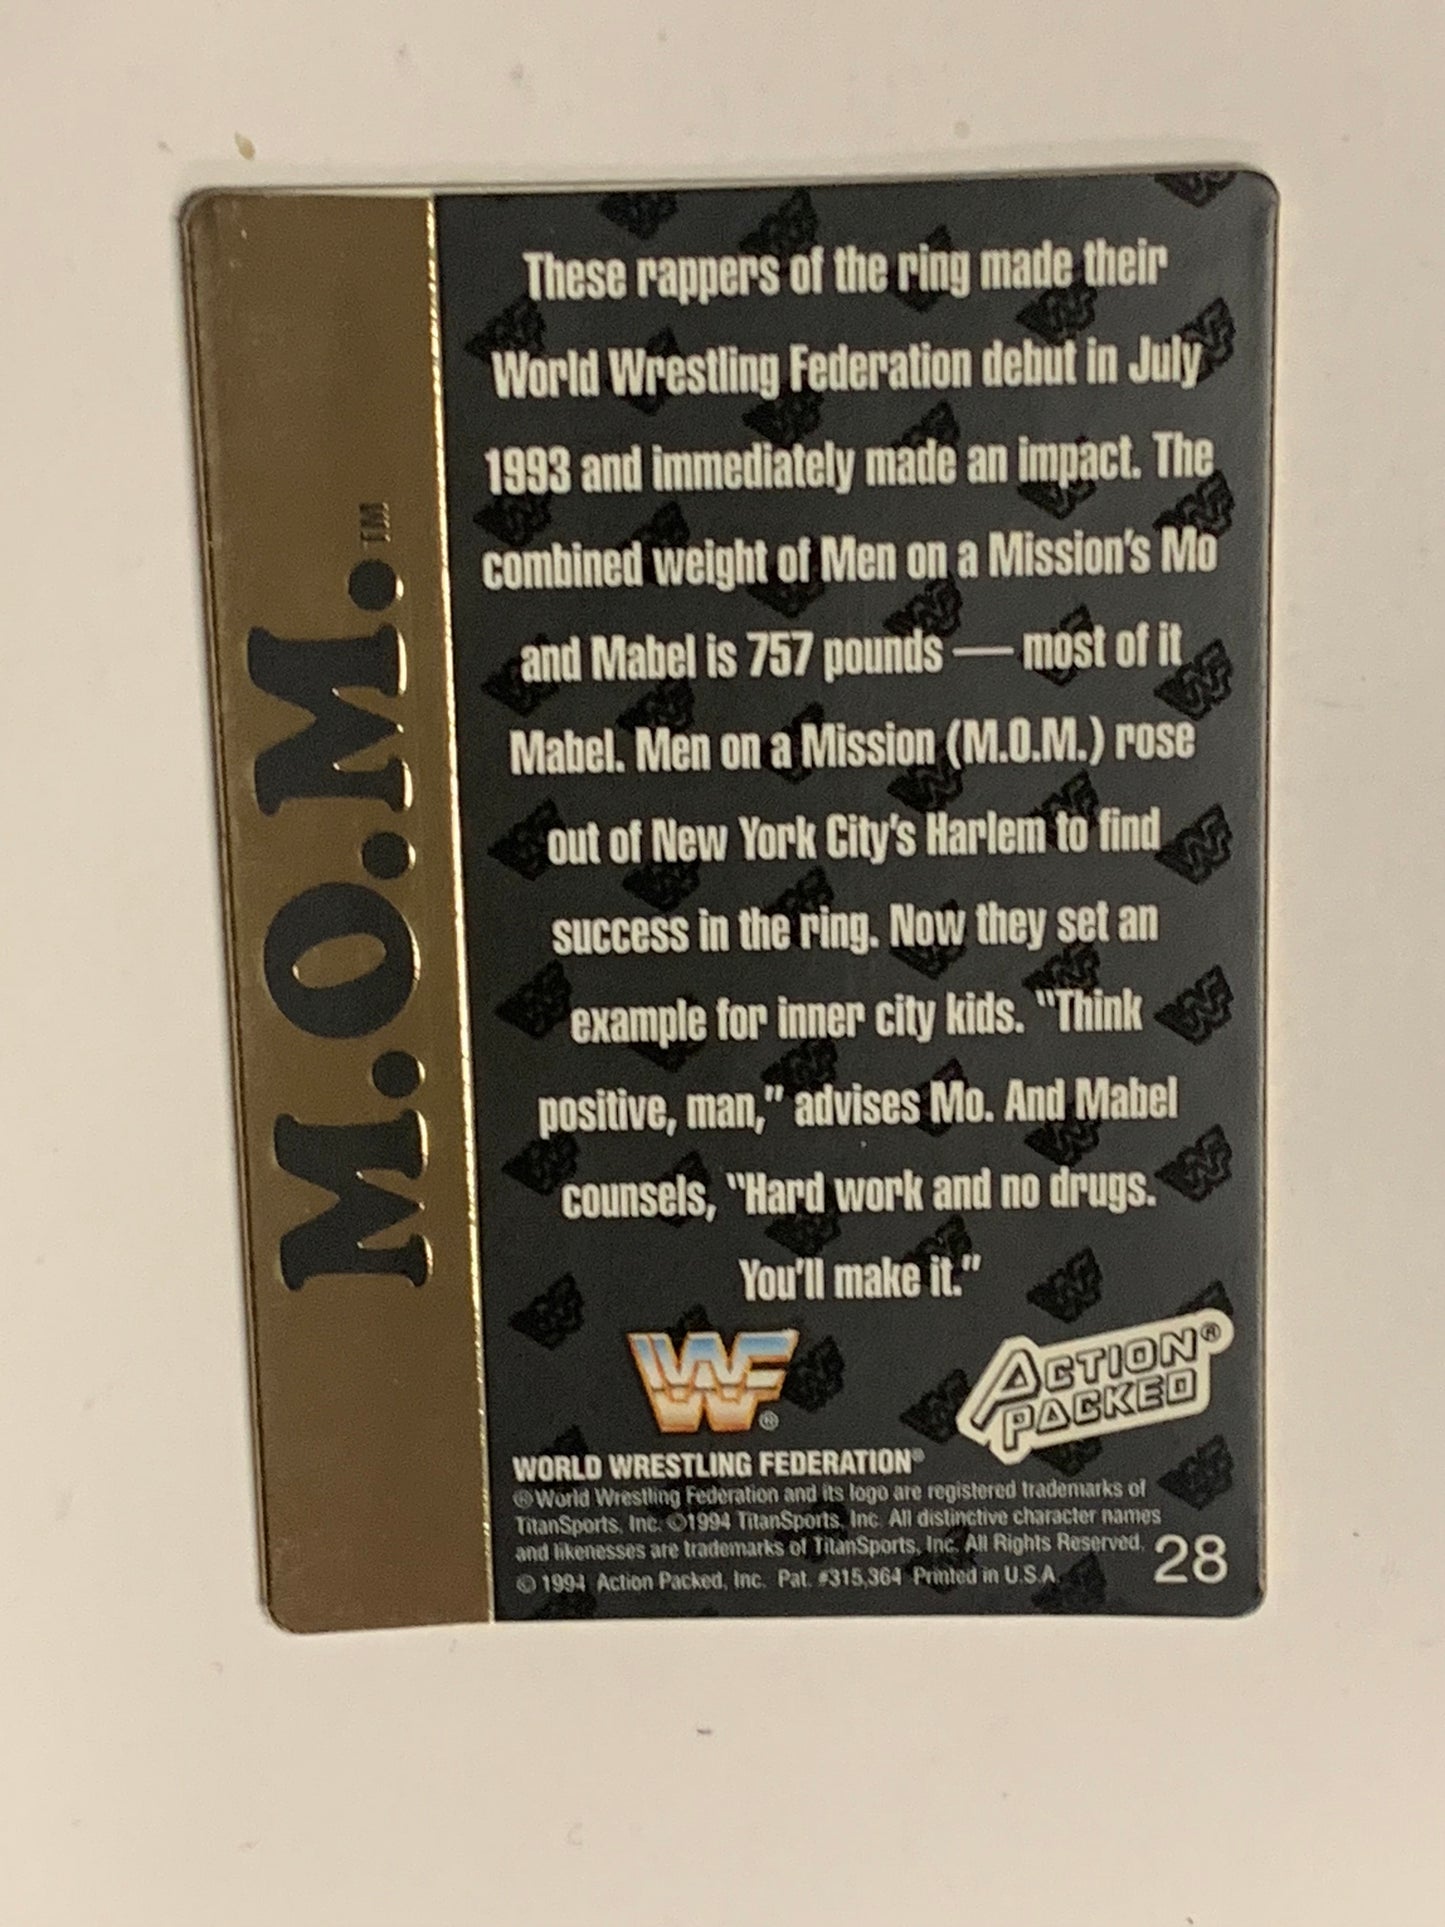 M.O.M.™
These rappers of the ring made their
World Wrestling Federation debut in July
1993 and immediately made an impact. The
combined weight of Men on a Mission's Mo
and Mabel is 757 pounds — most of it
Mabel. Men on a Mission (M.O.M.) rose
out of New York City's Harlem to find
success in the ring. Now they set an
example for inner city kids. "Think
positive, man," advises Mo. And Mabel
counsels, "Hard work and no drugs.
You'll make it."
WF®
ACTION PACKED®
WORLD WRESTLING FEDERATION®
®World Wrestling Federation and its logo are registered trademarks of
TitanSports, Inc. ©1994 TitanSports, Inc. All distinctive character names
and likenesses are trademarks of TitanSports, Inc. All Rights Reserved.
© 1994 Action Packed, Inc. Pat. #315,364 Printed in U.S.A.
28